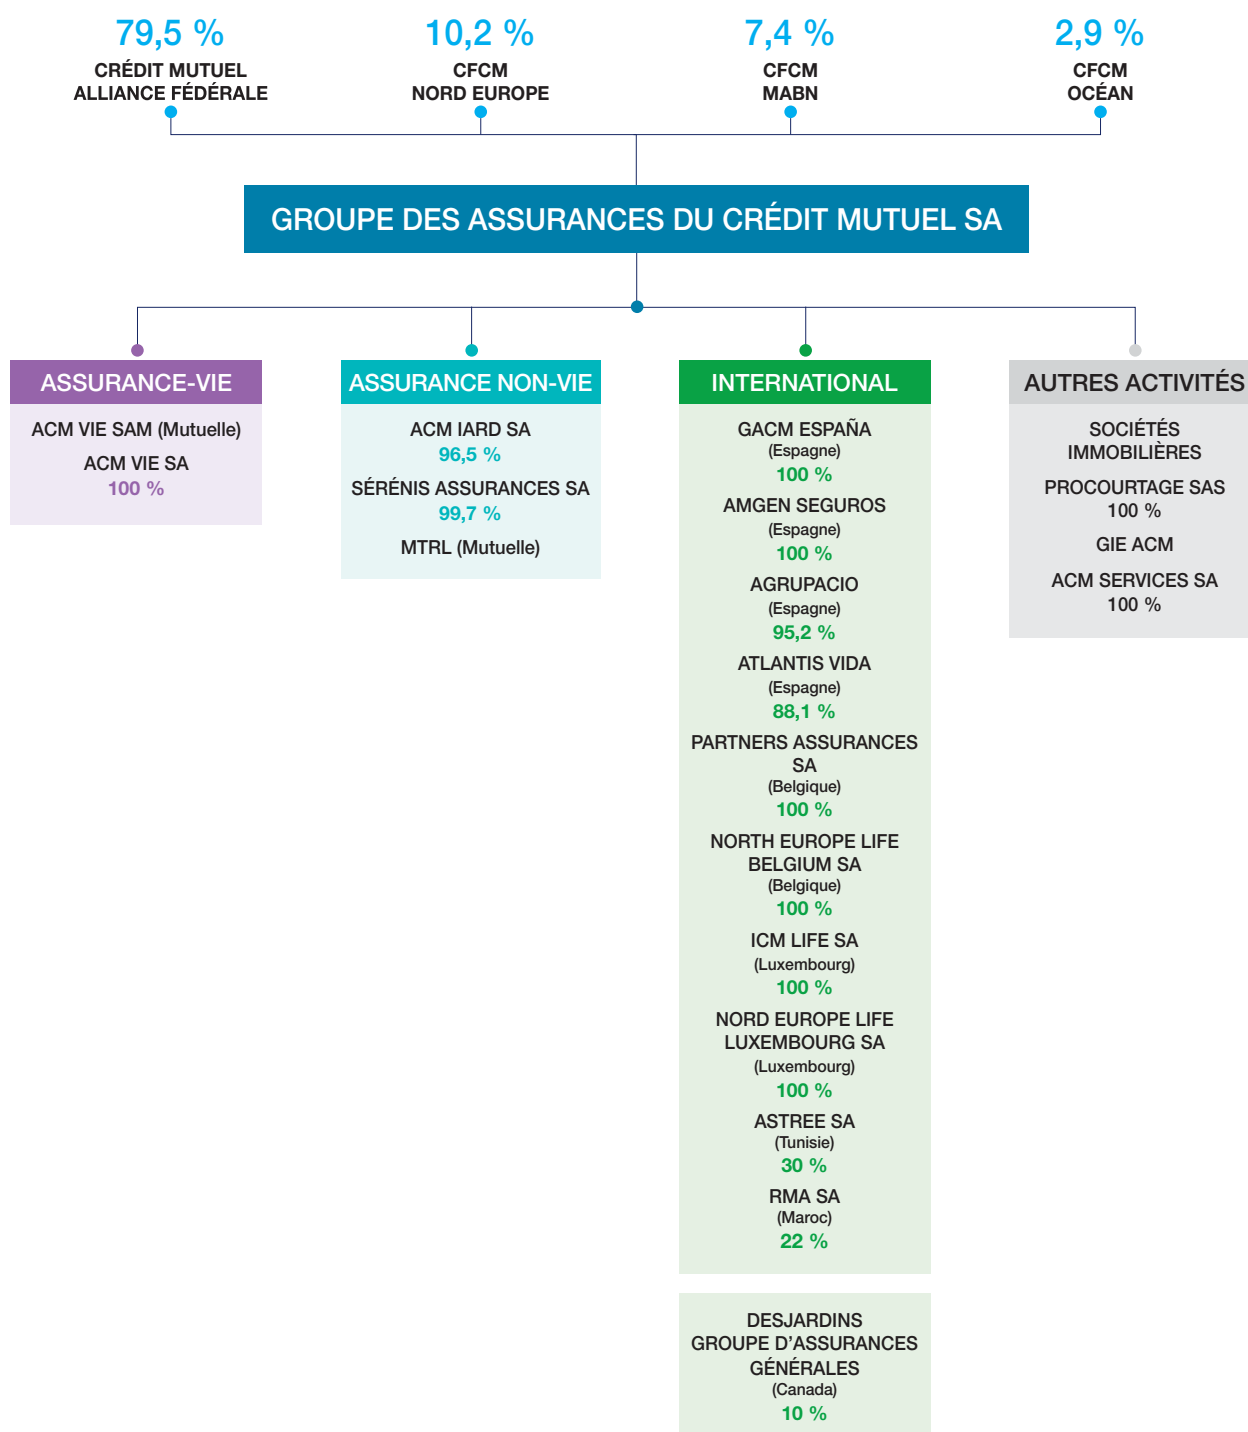 79,5 %
CRÉDIT MUTUEL
ALLIANCE FÉDÉRALE
10,2 %
CFCM
NORD EUROPE
7,4 %
CFCM
MABN
2,9 %
CFCM
OCÉAN
GROUPE DES ASSURANCES DU CRÉDIT MUTUEL SA
ASSURANCE-VIE
ACM VIE SAM (Mutuelle)
ACM VIE SA
100 %
ASSURANCE NON-VIE
ACM IARD SA
96,5 %
SÉRÉNIS ASSURANCES SA
99,7 %
MTRL (Mutuelle)
INTERNATIONAL
GACM ESPAÑA
(Espagne)
100 %
AMGEN SEGUROS
(Espagne)
100 %
AGRUPACIO
(Espagne)
95,2 %
ATLANTIS VIDA
(Espagne)
88,1 %
PARTNERS ASSURANCES
SA
(Belgique)
100 %
NORTH EUROPE LIFE
BELGIUM SA
(Belgique)
100 %
ICM LIFE SA
(Luxembourg)
100 %
NORD EUROPE LIFE
LUXEMBOURG SA
(Luxembourg)
100 %
ASTREE SA
(Tunisie)
30 %
RMA SA
(Maroc)
22 %
DESJARDINS
GROUPE D'ASSURANCES
GÉNÉRALES
(Canada)
10 %
AUTRES ACTIVITÉS
SOCIÉTÉS
IMMOBILIÈRES
PROCOURTAGE SAS
100 %
GIE ACM
ACM SERVICES SA
100 %